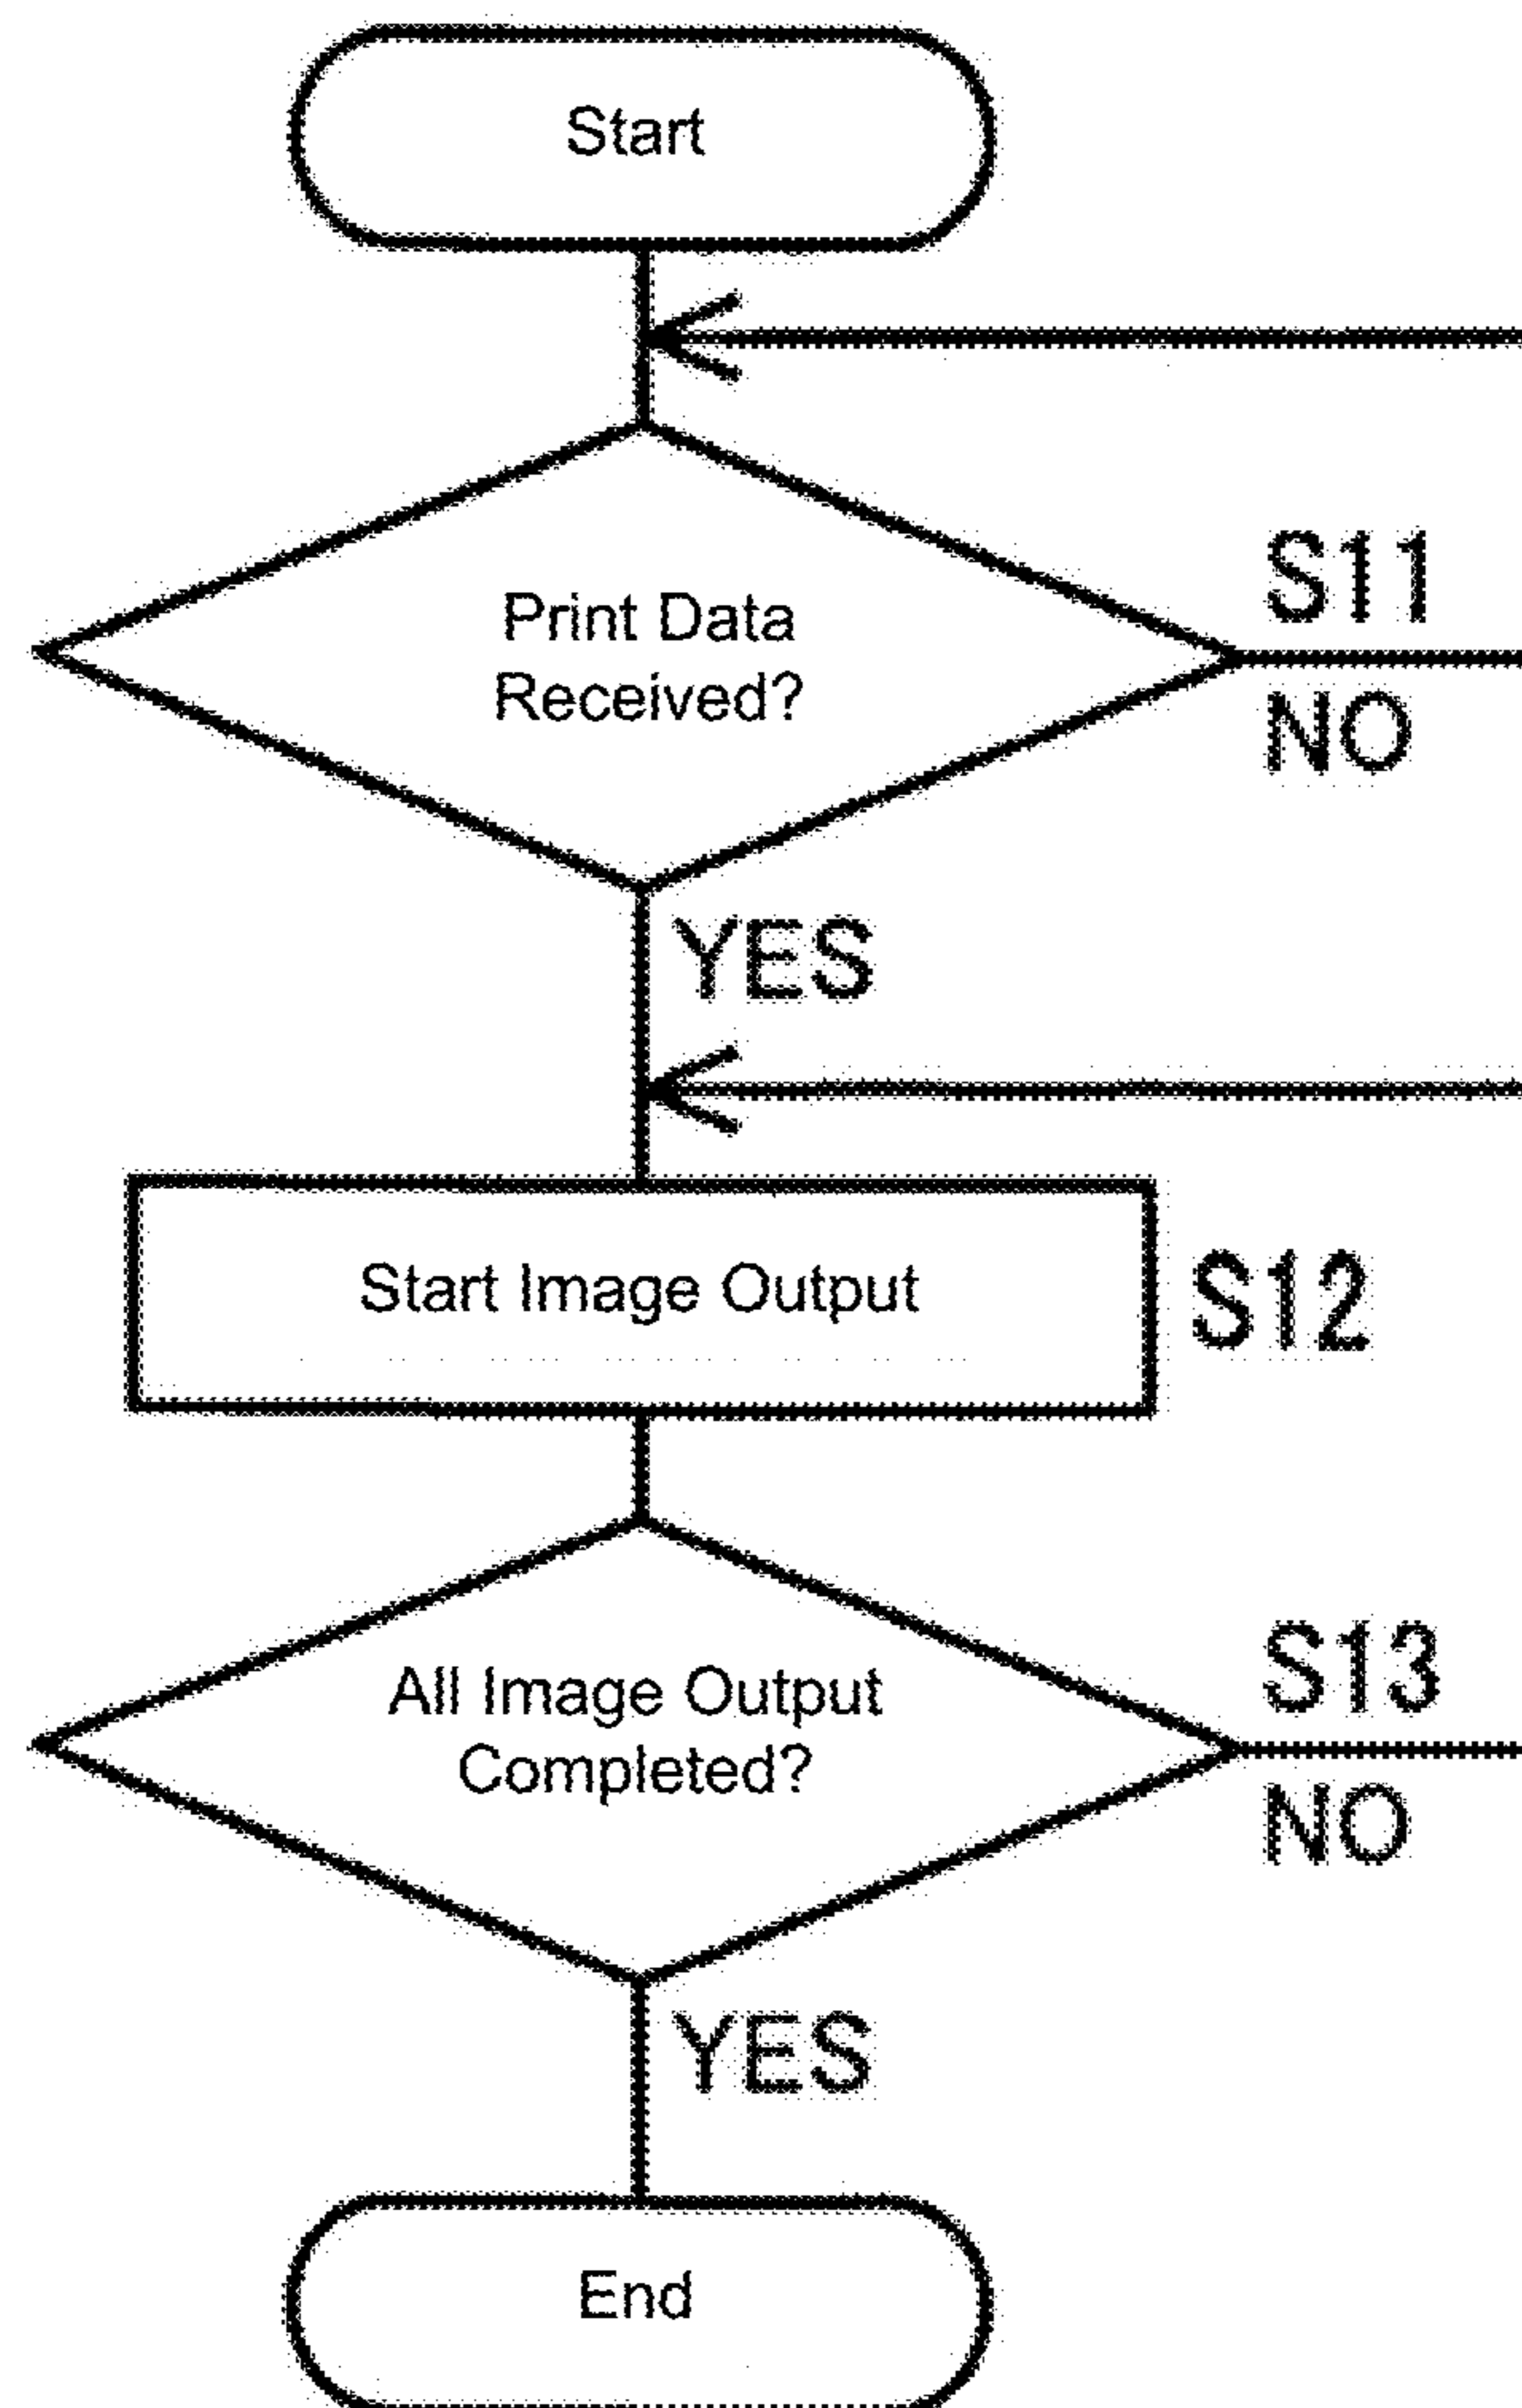 Start
Print Data
Received?
S11
NO
YES
Start Image Output
S12
All Image Output
Completed?
S13
NO
YES
End